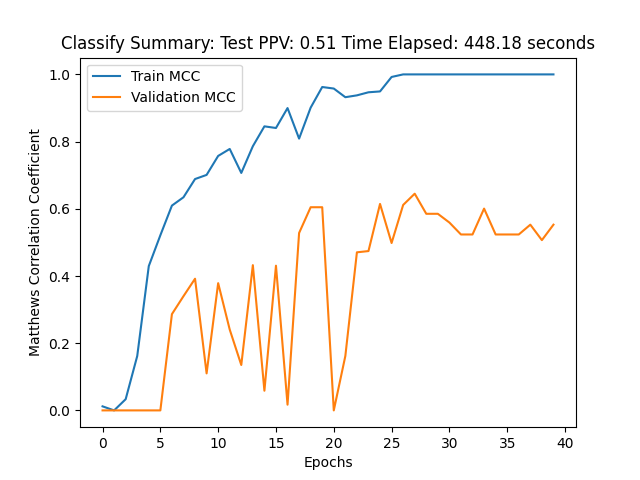 Classify Summary: Test PPV: 0.51 Time Elapsed: 448.18 seconds
Train MCC
Validation MCC
Matthews Correlation Coefficient
1.0
0.8
0.6
0.4
0.2
0.0
0 5 10 15 20 25 30 35 40
Epochs